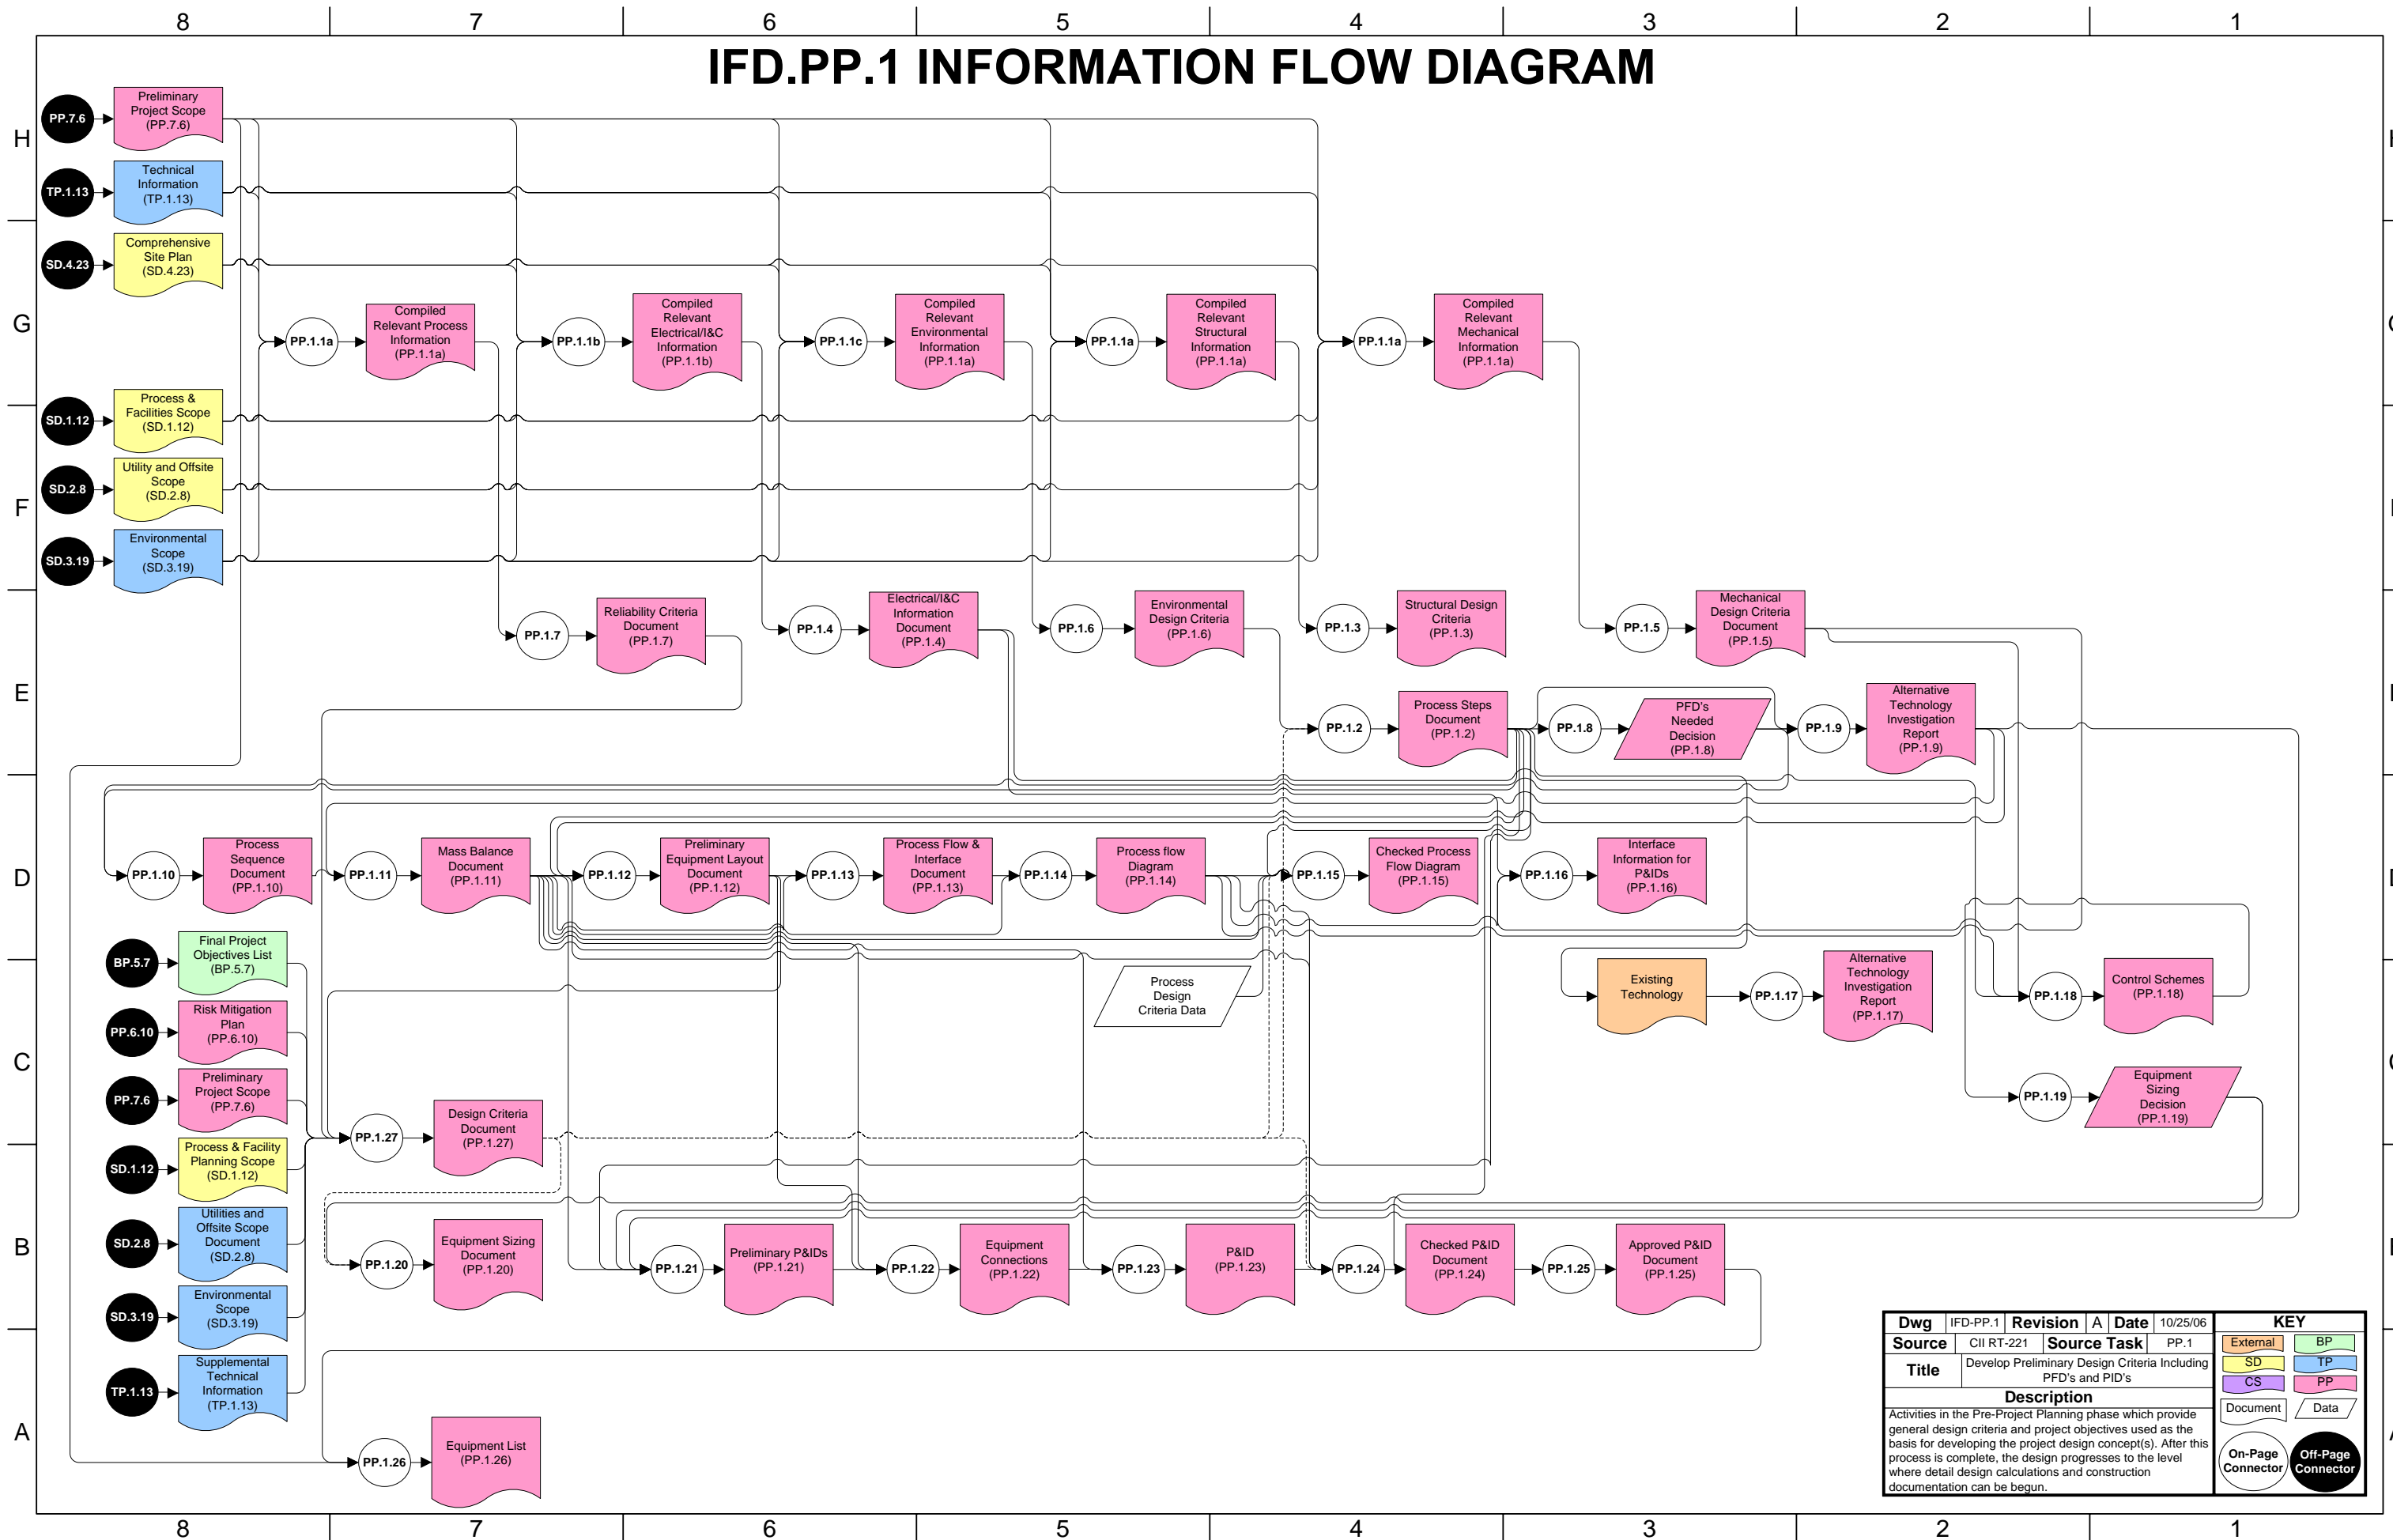 8 7 6 5 4 3 2 1
IFD.PP.1 INFORMATION FLOW DIAGRAM
H
PP.7.6
Preliminary
Project Scope
(PP.7.6)
TP.1.13
Technical
Information
(TP.1.13)
G
SD.4.23
Comprehensive
Site Plan
(SD.4.23)
PP.1.1a
Compiled
Relevant Process
Information
(PP.1.1a)
PP.1.1b
Compiled
Relevant
Electrical/I&C
Information
(PP.1.1b)
PP.1.1c
Compiled
Relevant
Environmental
Information
(PP.1.1a)
PP.1.1a
Compiled
Relevant
Structural
Information
(PP.1.1a)
PP.1.1a
Compiled
Relevant
Mechanical
Information
(PP.1.1a)
SD.1.12
Process &
Facilities Scope
(SD.1.12)
F
SD.2.8
Utility and Offsite
Scope
(SD.2.8)
SD.3.19
Environmental
Scope
(SD.3.19)
E
PP.1.7
Reliability Criteria
Document
(PP.1.7)
PP.1.4
Electrical/I&C
Information
Document
(PP.1.4)
PP.1.6
Environmental
Design Criteria
(PP.1.6)
PP.1.3
Structural Design
Criteria
(PP.1.3)
PP.1.5
Mechanical
Design Criteria
Document
(PP.1.5)
PP.1.2
Process Steps
Document
(PP.1.2)
PP.1.8
PFD's
Needed
Decision
(PP.1.8)
PP.1.9
Alternative
Technology
Investigation
Report
(PP.1.9)
D
PP.1.10
Process
Sequence
Document
(PP.1.10)
PP.1.11
Mass Balance
Document
(PP.1.11)
PP.1.12
Preliminary
Equipment Layout
Document
(PP.1.12)
PP.1.13
Process Flow &
Interface
Document
(PP.1.13)
PP.1.14
Process flow
Diagram
(PP.1.14)
PP.1.15
Checked Process
Flow Diagram
(PP.1.15)
PP.1.16
Interface
Information for
P&IDs
(PP.1.16)
BP.5.7
Final Project
Objectives List
(BP.5.7)
C
PP.6.10
Risk Mitigation
Plan
(PP.6.10)
Process
Design
Criteria Data
Existing
Technology
PP.1.17
Alternative
Technology
Investigation
Report
(PP.1.17)
PP.1.18
Control Schemes
(PP.1.18)
PP.7.6
Preliminary
Project Scope
(PP.7.6)
PP.1.27
Design Criteria
Document
(PP.1.27)
PP.1.19
Equipment
Sizing
Decision
(PP.1.19)
SD.1.12
Process & Facility
Planning Scope
(SD.1.12)
B
SD.2.8
Utilities and
Offsite Scope
Document
(SD.2.8)
PP.1.20
Equipment Sizing
Document
(PP.1.20)
PP.1.21
Preliminary P&IDs
(PP.1.21)
PP.1.22
Equipment
Connections
(PP.1.22)
PP.1.23
P&ID
(PP.1.23)
PP.1.24
Checked P&ID
Document
(PP.1.24)
PP.1.25
Approved P&ID
Document
(PP.1.25)
SD.3.19
Environmental
Scope
(SD.3.19)
A
TP.1.13
Supplemental
Technical
Information
(TP.1.13)
PP.1.26
Equipment List
(PP.1.26)
Dwg IFD-PP.1 Revision A Date 10/25/06
Source CII RT-221 Source Task PP.1
Title Develop Preliminary Design Criteria Including
PFD's and PID's
Description
Activities in the Pre-Project Planning phase which provide
general design criteria and project objectives used as the
basis for developing the project design concept(s). After this
process is complete, the design progresses to the level
where detail design calculations and construction
documentation can be begun.
KEY
External BP
SD TP
CS PP
Document Data
On-Page
Connector
Off-Page
Connector
8 7 6 5 4 3 2 1